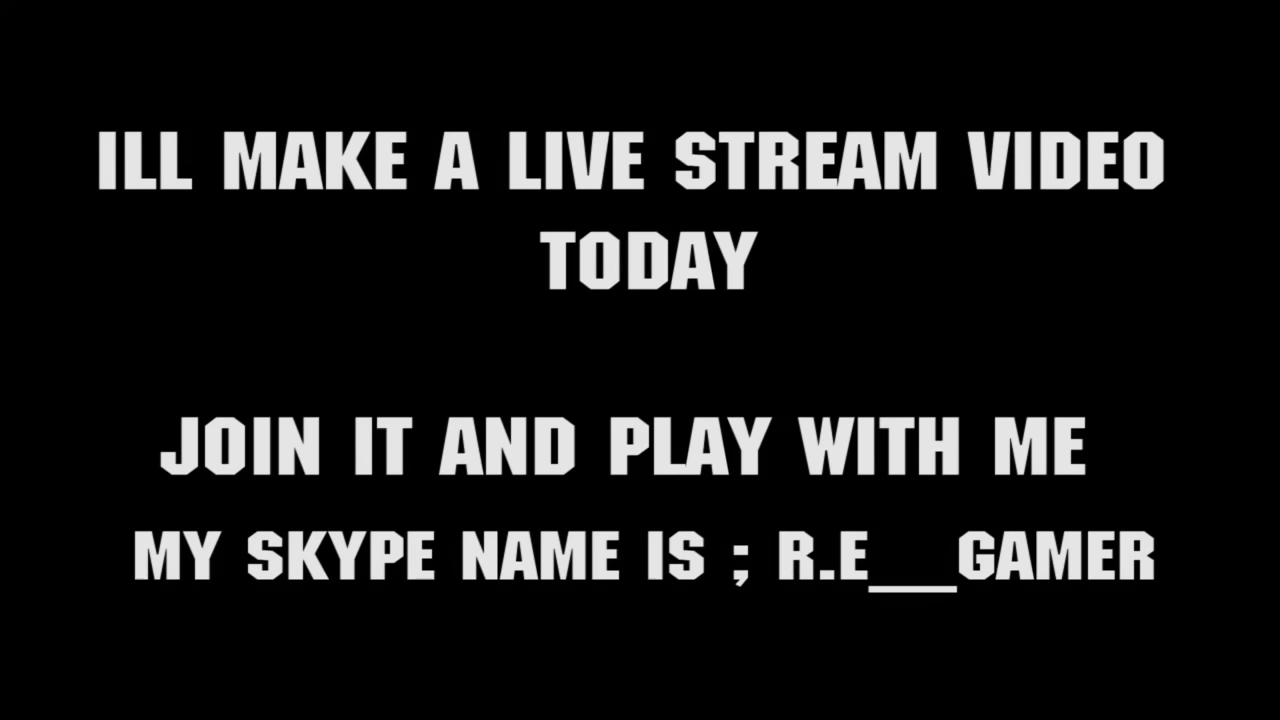 ILL MAKE A LIVE STREAM VIDEO
TODAY
JOIN IT AND PLAY WITH ME
MY SKYPE NAME IS ; R.E__GAMER